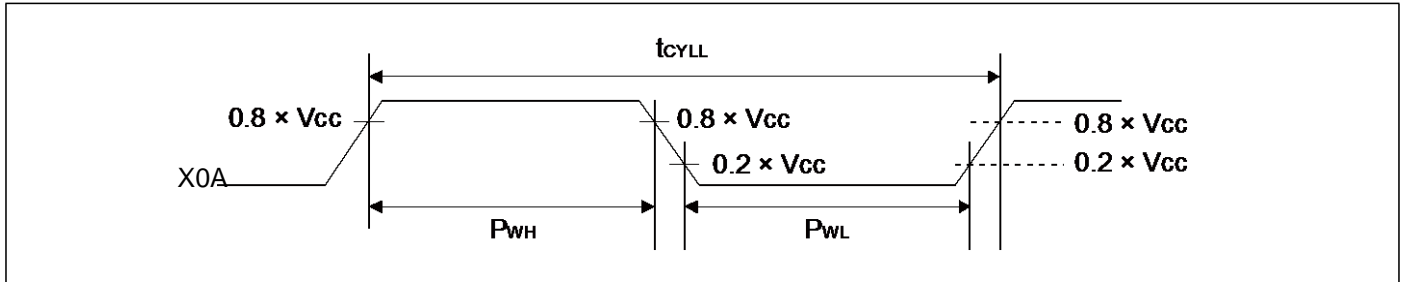 tCYLL
0.8 × Vcc
0.8 × Vcc
0.8 × Vcc
0.2 × Vcc
0.2 × Vcc
X0A
PWH
PWL